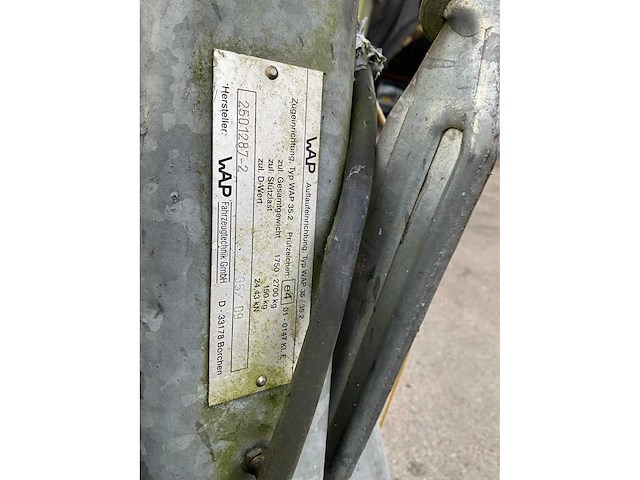 WAP Auflaufeinrichtung, Typ WAP 35 / 35.2
Zugeinrichtung, Typ WAP 35.2 Prüfzeichen: e4 01 - 0147 Kl. E
zul. Gesamtgewicht 1750 - 2700 kg
zul. Stützlast 150 kg
zul. D-Wert 24,43 kN
2501287-2 35/ 09
Hersteller: WAP Fahrzeugtechnik GmbH D - 33178 Borchen